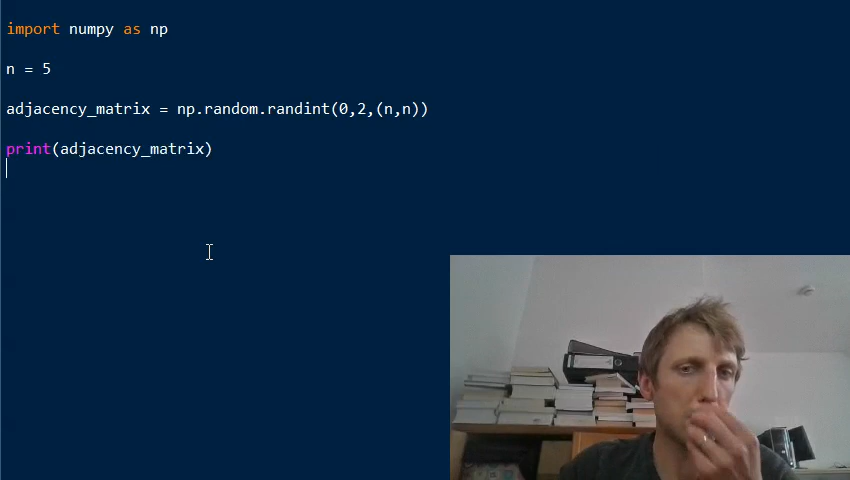 import numpy as np
n = 5
adjacency_matrix = np.random.randint(0,2,(n,n))
print(adjacency_matrix)